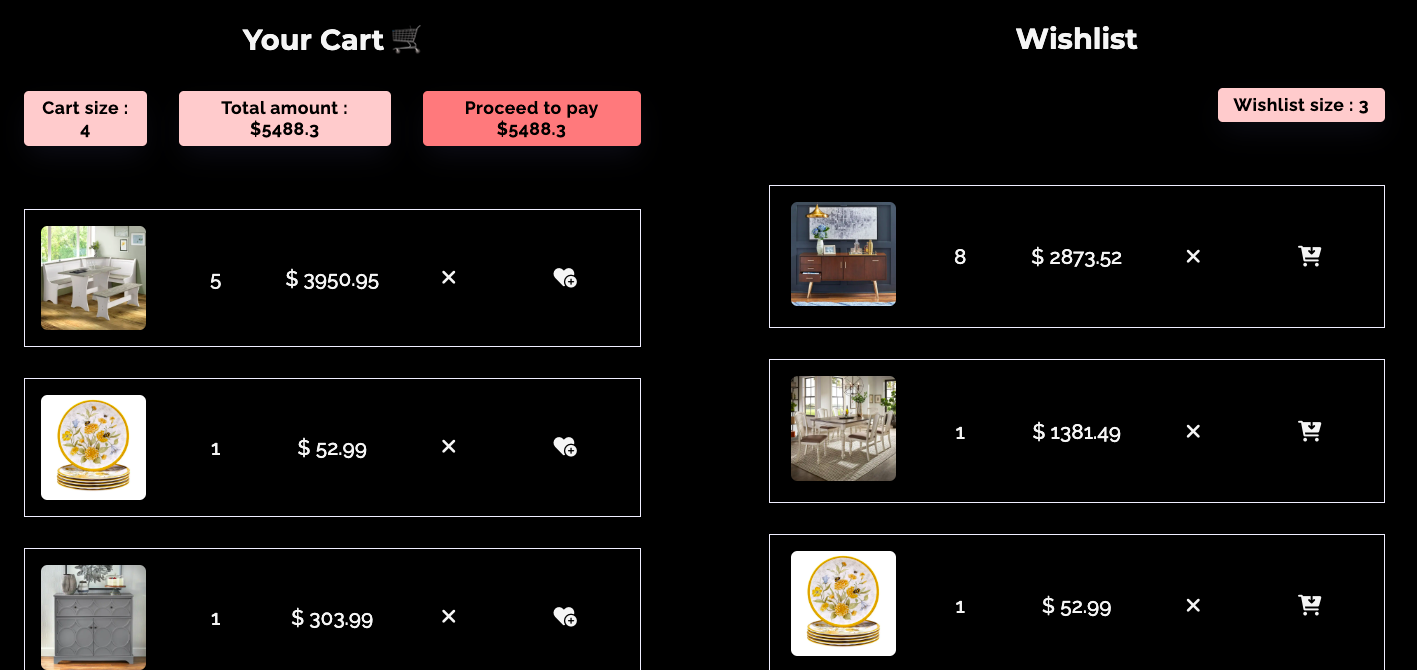 Your Cart 🛒
Cart size :
4
Total amount :
$5488.3
Proceed to pay
$5488.3
5 $ 3950.95 ×
1 $ 52.99 ×
1 $ 303.99 ×
Wishlist
Wishlist size : 3
8 $ 2873.52 ×
1 $ 1381.49 ×
1 $ 52.99 ×